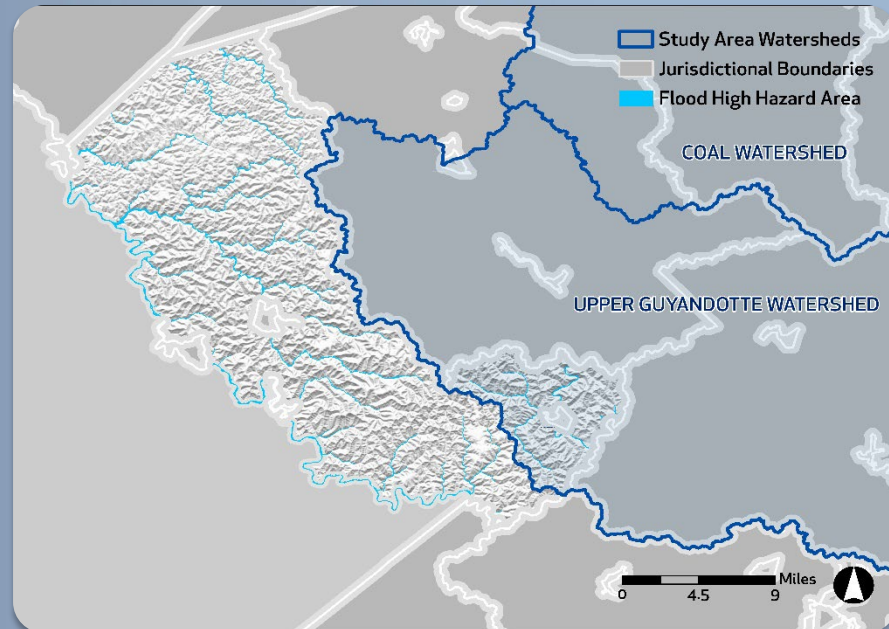 Study Area Watersheds
Jurisdictional Boundaries
Flood High Hazard Area
COAL WATERSHED
UPPER GUYANDOTTE WATERSHED
Miles
0 4.5 9